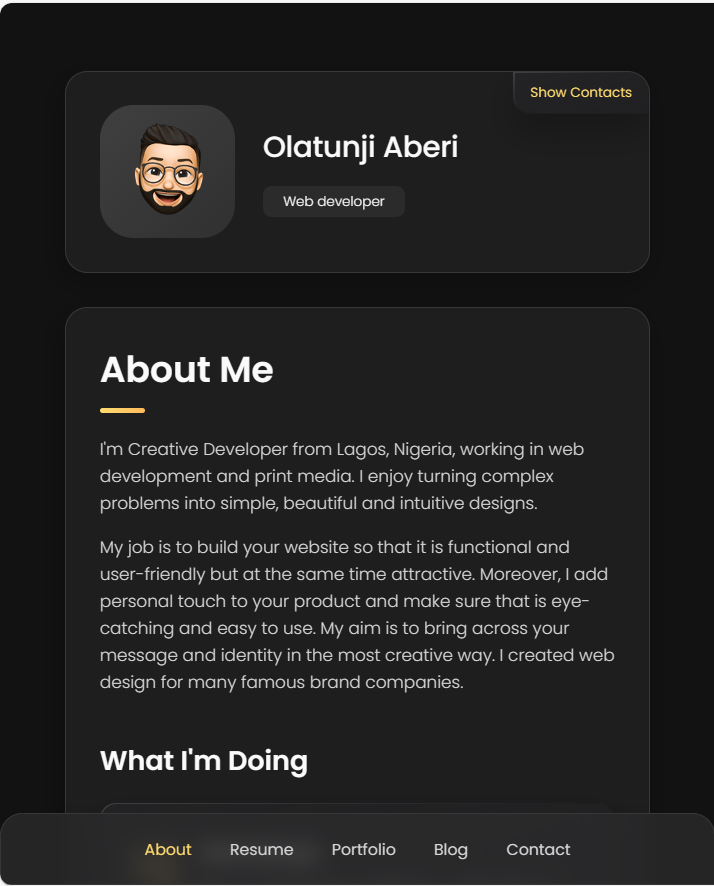 Show Contacts
Olatunji Aberi
Web developer
About Me
I'm Creative Developer from Lagos, Nigeria, working in web
development and print media. I enjoy turning complex
problems into simple, beautiful and intuitive designs.
My job is to build your website so that it is functional and
user-friendly but at the same time attractive. Moreover, I add
personal touch to your product and make sure that is eye-
catching and easy to use. My aim is to bring across your
message and identity in the most creative way. I created web
design for many famous brand companies.
What I'm Doing
About Resume Portfolio Blog Contact